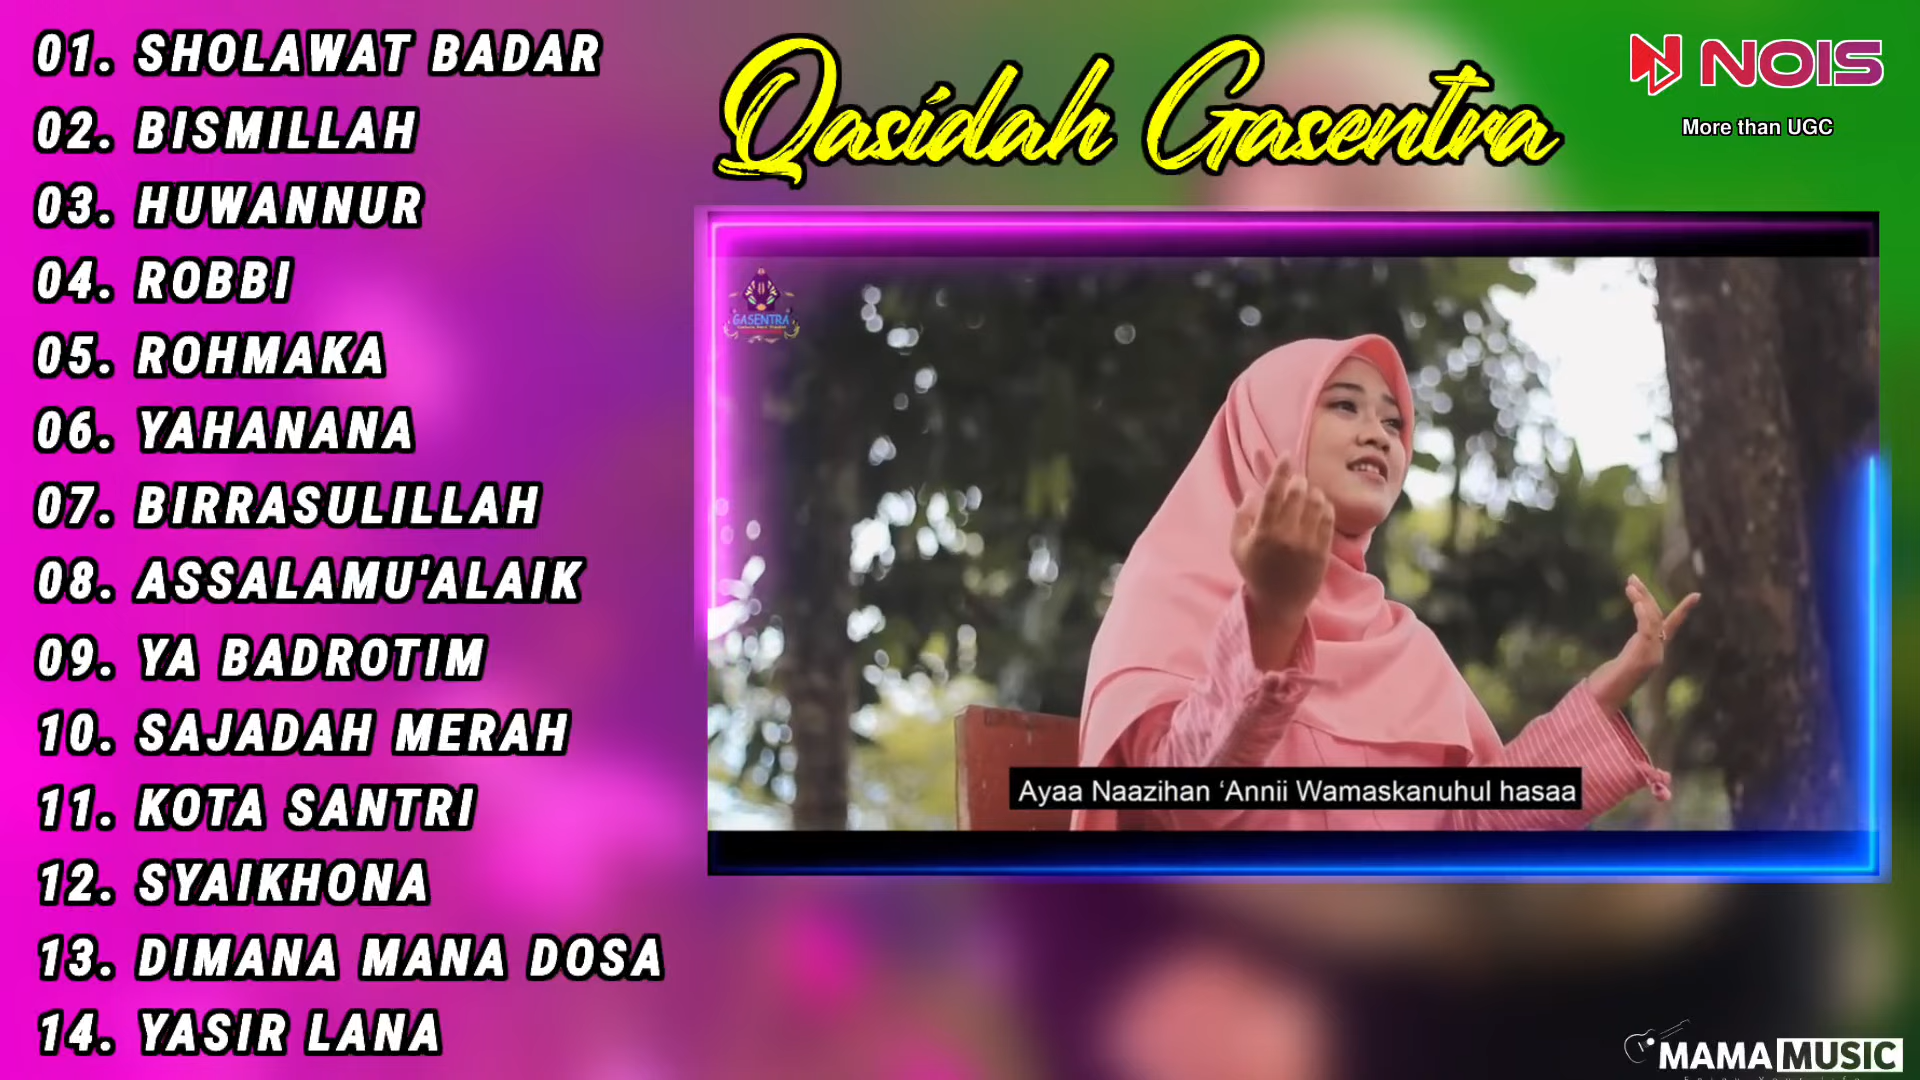 01. SHOLAWAT BADAR
02. BISMILLAH
03. HUWANNUR
04. ROBBI
05. ROHMAKA
06. YAHANANA
07. BIRRASULILLAH
08. ASSALAMU'ALAIK
09. YA BADROTIM
10. SAJADAH MERAH
11. KOTA SANTRI
12. SYAIKHONA
13. DIMANA MANA DOSA
14. YASIR LANA
Qasidah Gasentra
NOIS
More than UGC
GASENTRA
Ayaa Naazihan ‘Annii Wamaskanuhul hasaa
MAMA MUSIC